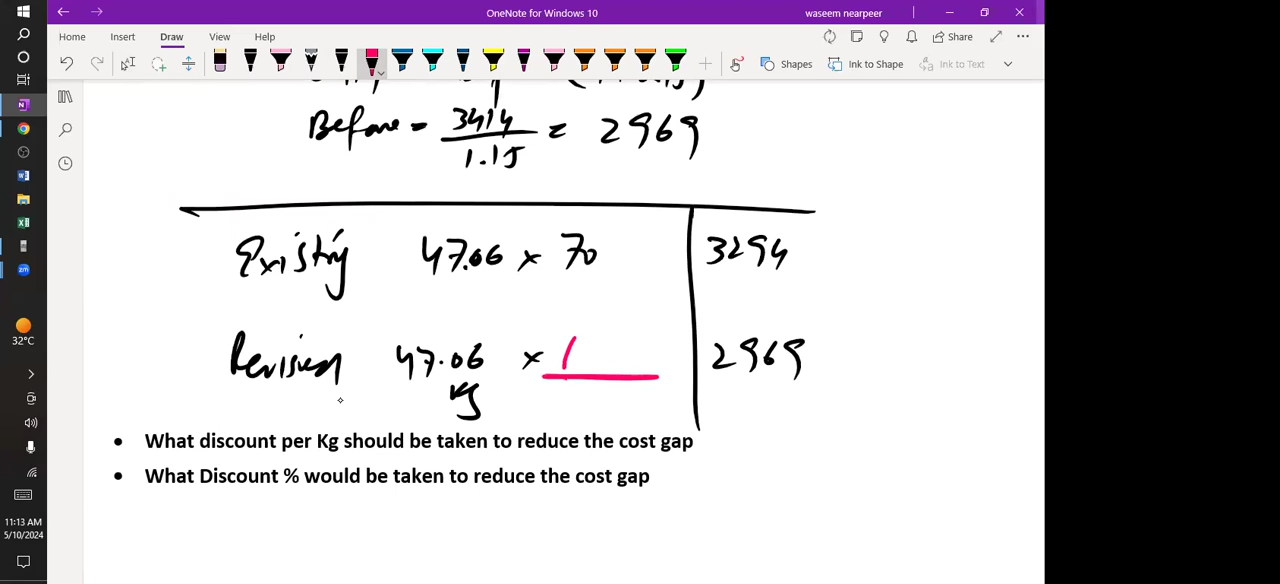 OneNote for Windows 10
waseem nearpeer
Home Insert Draw View Help
Share
Shapes Ink to Shape Ink to Text
Before = 3414 / 1.15 = 2969
Existing 47.06 × 70 3294
Revised 47.06 × 2969
Kg
• What discount per Kg should be taken to reduce the cost gap
• What Discount % would be taken to reduce the cost gap
32°C
11:13 AM
5/10/2024